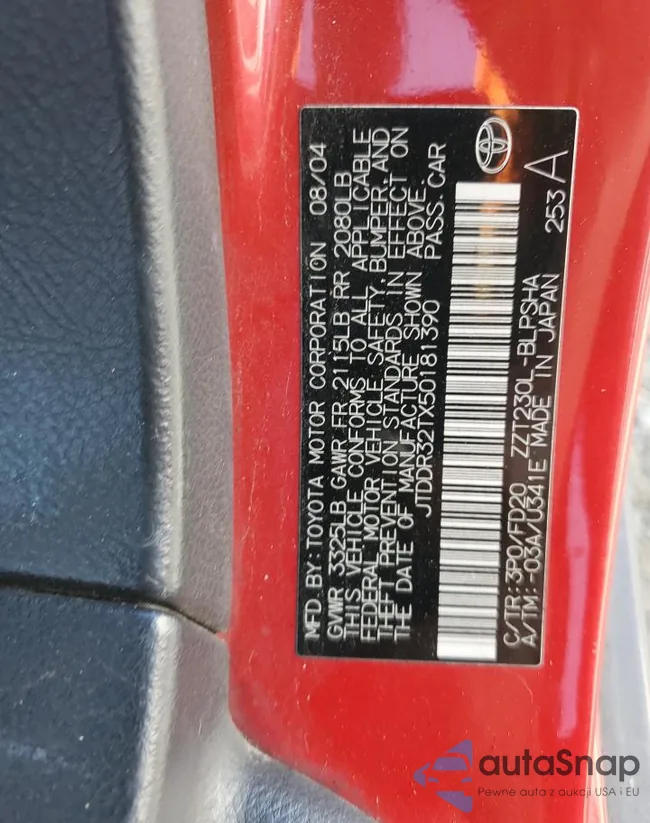 MFD. BY: TOYOTA MOTOR CORPORATION 08/04
GVWR 3325LB GAWR FR 2115LB RR 2080LB
THIS VEHICLE CONFORMS TO ALL APPLICABLE
FEDERAL MOTOR VEHICLE SAFETY, BUMPER, AND
THEFT PREVENTION STANDARDS IN EFFECT ON
THE DATE OF MANUFACTURE SHOWN ABOVE.
JTDDR32TX50181390 PASS. CAR
C/TR: 3P0/FD20 ZZT230L-BLPSHA 253 A
A/TM: -03A/U341E MADE IN JAPAN
autoSnap
Pewne auta z aukcji USA i EU